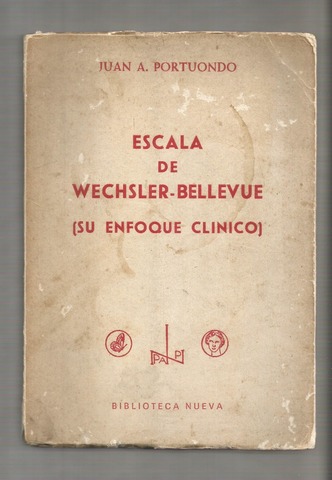 JUAN A. PORTUONDO
ESCALA
DE
WECHSLER-BELLEVUE
(SU ENFOQUE CLINICO)
BIBLIOTECA NUEVA